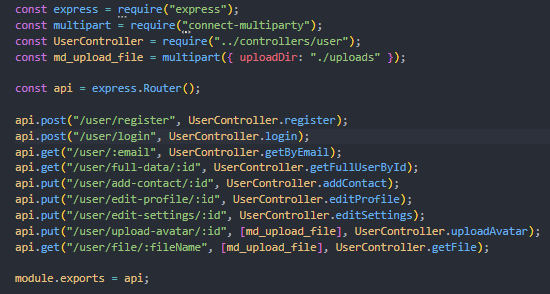 const express = require("express");
const multipart = require("connect-multiparty");
const UserController = require("../controllers/user");
const md_upload_file = multipart({ uploadDir: "./uploads" });
const api = express.Router();
api.post("/user/register", UserController.register);
api.post("/user/login", UserController.login);
api.get("/user/:email", UserController.getByEmail);
api.get("/user/full-data/:id", UserController.getFullUserById);
api.put("/user/add-contact/:id", UserController.addContact);
api.put("/user/edit-profile/:id", UserController.editProfile);
api.put("/user/edit-settings/:id", UserController.editSettings);
api.put("/user/upload-avatar/:id", [md_upload_file], UserController.uploadAvatar);
api.get("/user/file/:fileName", [md_upload_file], UserController.getFile);
module.exports = api;